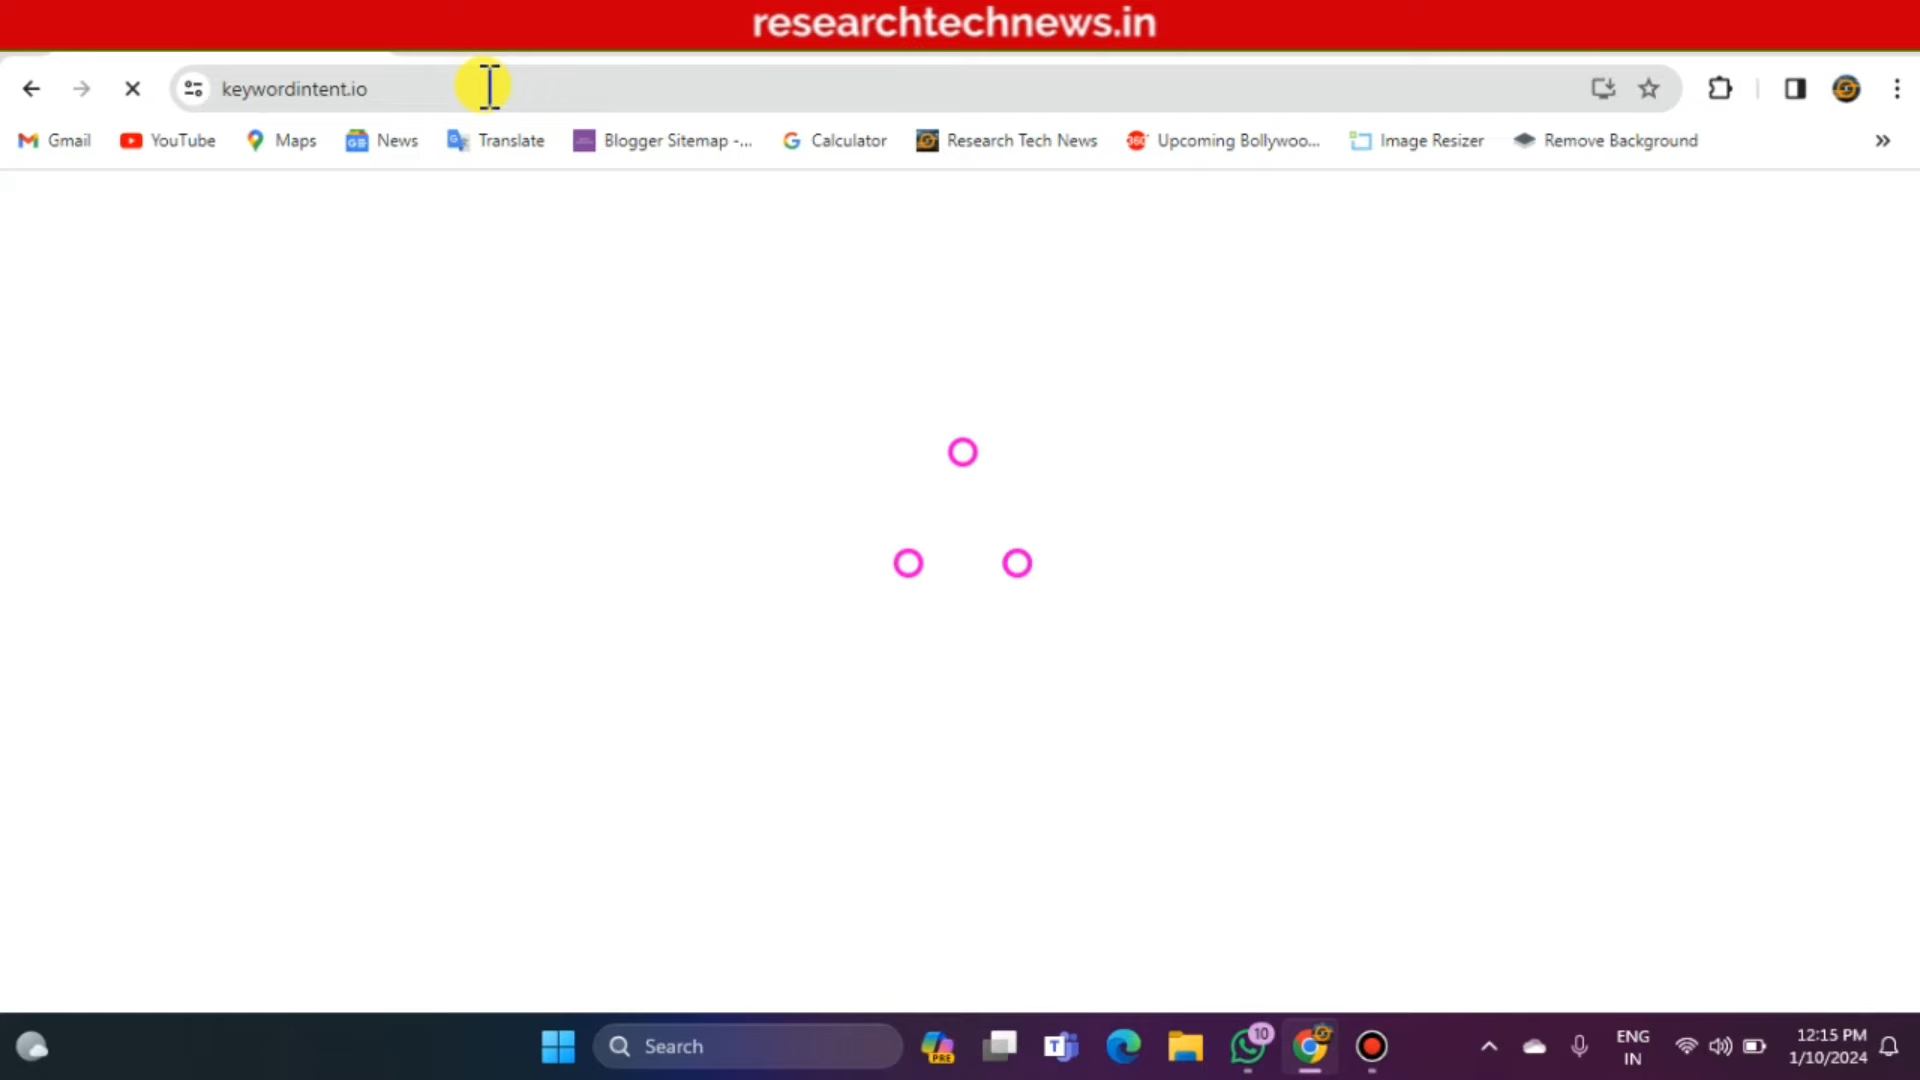 researchtechnews.in
keywordintent.io
Gmail YouTube Maps News Translate Blogger Sitemap -... Calculator Research Tech News Upcoming Bollywoo... Image Resizer Remove Background
Search PRE 10 ENG 12:15 PM
IN 1/10/2024